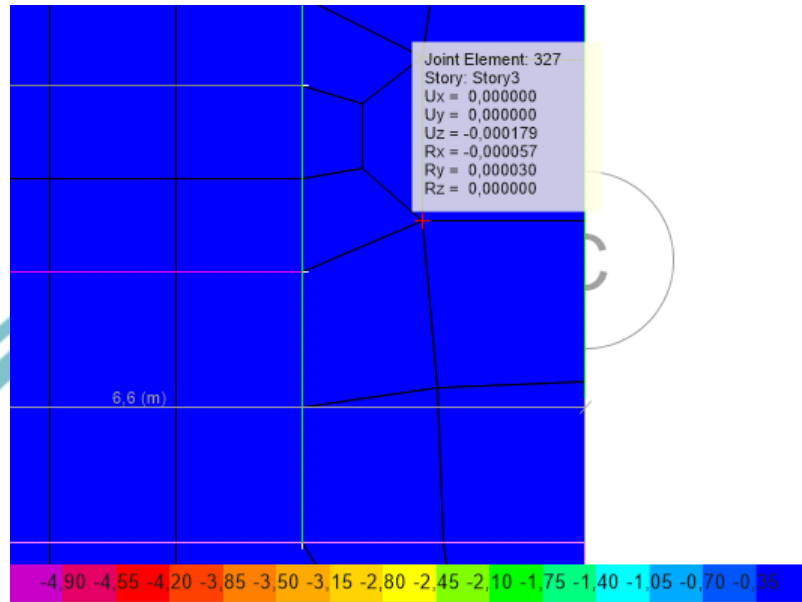 Joint Element: 327
Story: Story3
Ux = 0,000000
Uy = 0,000000
Uz = -0,000179
Rx = -0,000057
Ry = 0,000030
Rz = 0,000000
C
6,6 (m)
-4,90 -4,55 -4,20 -3,85 -3,50 -3,15 -2,80 -2,45 -2,10 -1,75 -1,40 -1,05 -0,70 -0,35